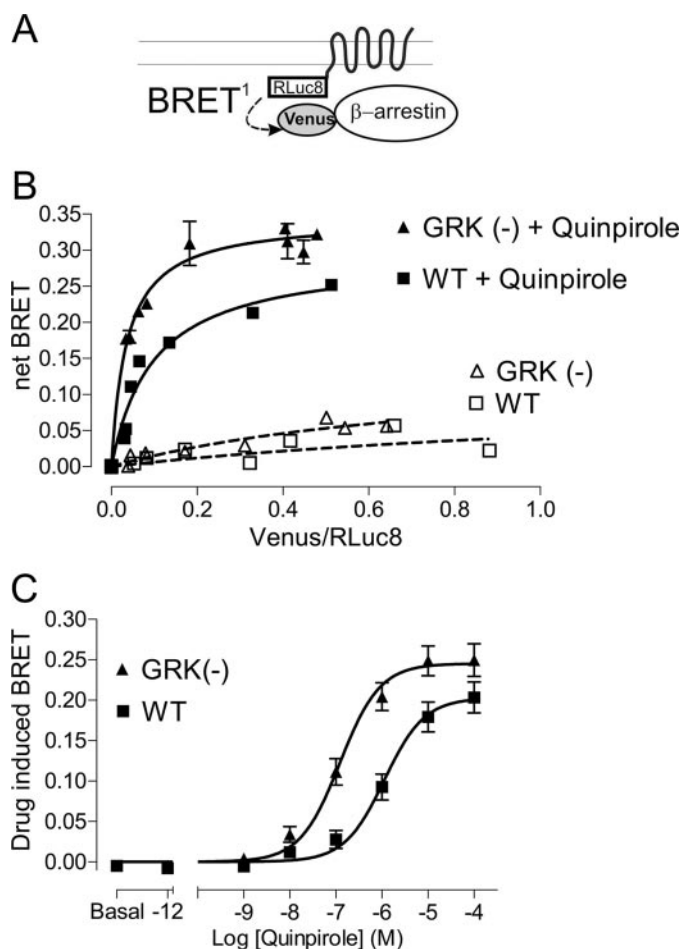 A
RLuc8
BRET1
Venus
β–arrestin
B
net BRET
0.35
0.30
0.25
0.20
0.15
0.10
0.05
0.00
GRK (-) + Quinpirole
WT + Quinpirole
GRK (-)
WT
0.0 0.2 0.4 0.6 0.8 1.0
Venus/RLuc8
C
Drug induced BRET
0.30
0.25
0.20
0.15
0.10
0.05
0.00
GRK(-)
WT
Basal -12 -9 -8 -7 -6 -5 -4
Log [Quinpirole] (M)